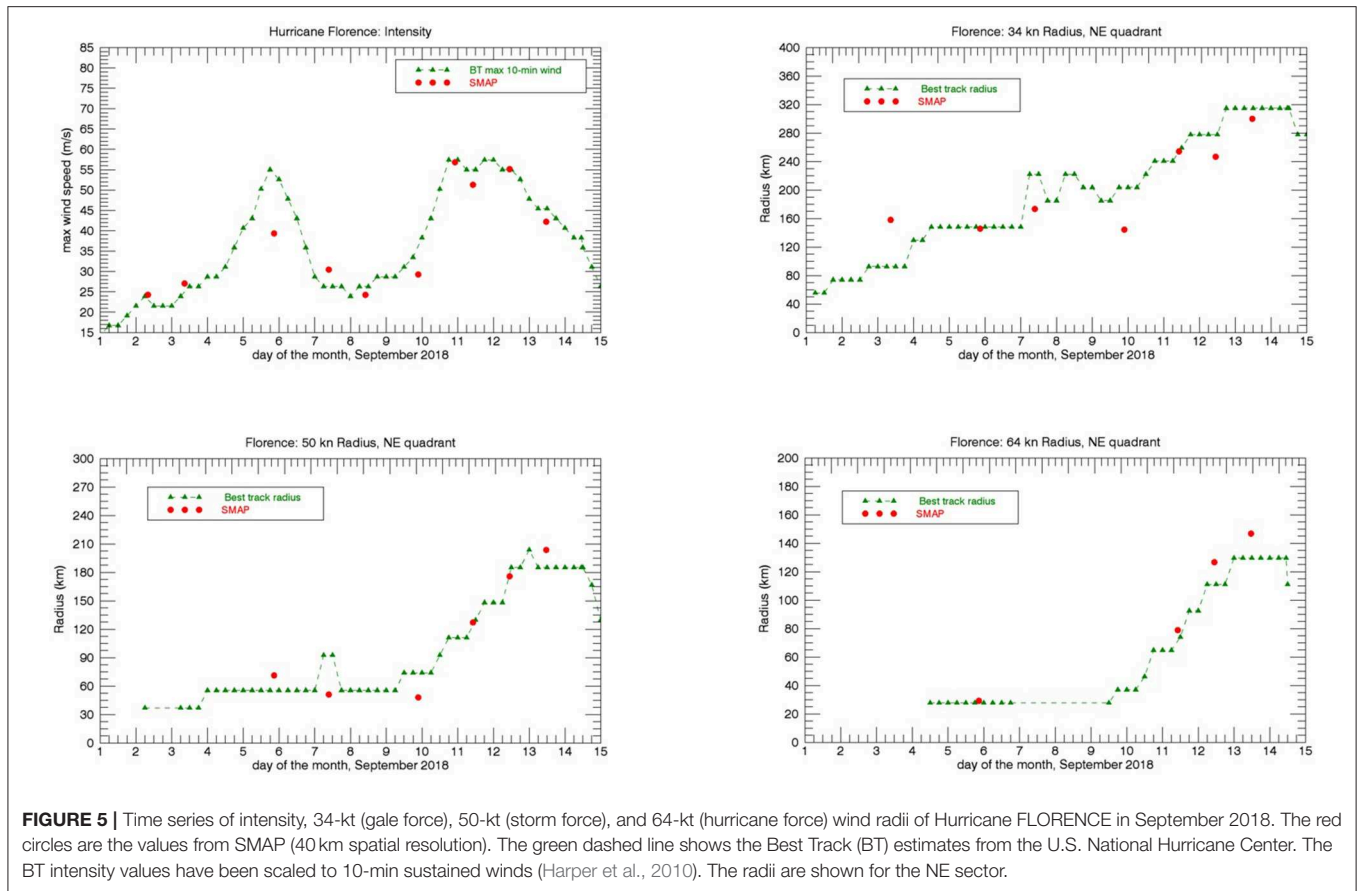 Hurricane Florence: Intensity
85
80
75
70
65
60
55
50
45
40
35
30
25
20
15
max wind speed (m/s)
BT max 10-min wind
SMAP
1 2 3 4 5 6 7 8 9 10 11 12 13 14 15
day of the month, September 2018
Florence: 34 kn Radius, NE quadrant
400
360
320
280
240
200
160
120
80
40
0
Radius (km)
Best track radius
SMAP
1 2 3 4 5 6 7 8 9 10 11 12 13 14 15
day of the month, September 2018
Florence: 50 kn Radius, NE quadrant
300
270
240
210
180
150
120
90
60
30
0
Radius (km)
Best track radius
SMAP
1 2 3 4 5 6 7 8 9 10 11 12 13 14 15
day of the month, September 2018
Florence: 64 kn Radius, NE quadrant
200
180
160
140
120
100
80
60
40
20
0
Radius (km)
Best track radius
SMAP
1 2 3 4 5 6 7 8 9 10 11 12 13 14 15
day of the month, September 2018
FIGURE 5 | Time series of intensity, 34-kt (gale force), 50-kt (storm force), and 64-kt (hurricane force) wind radii of Hurricane FLORENCE in September 2018. The red
circles are the values from SMAP (40 km spatial resolution). The green dashed line shows the Best Track (BT) estimates from the U.S. National Hurricane Center. The
BT intensity values have been scaled to 10-min sustained winds (Harper et al., 2010). The radii are shown for the NE sector.